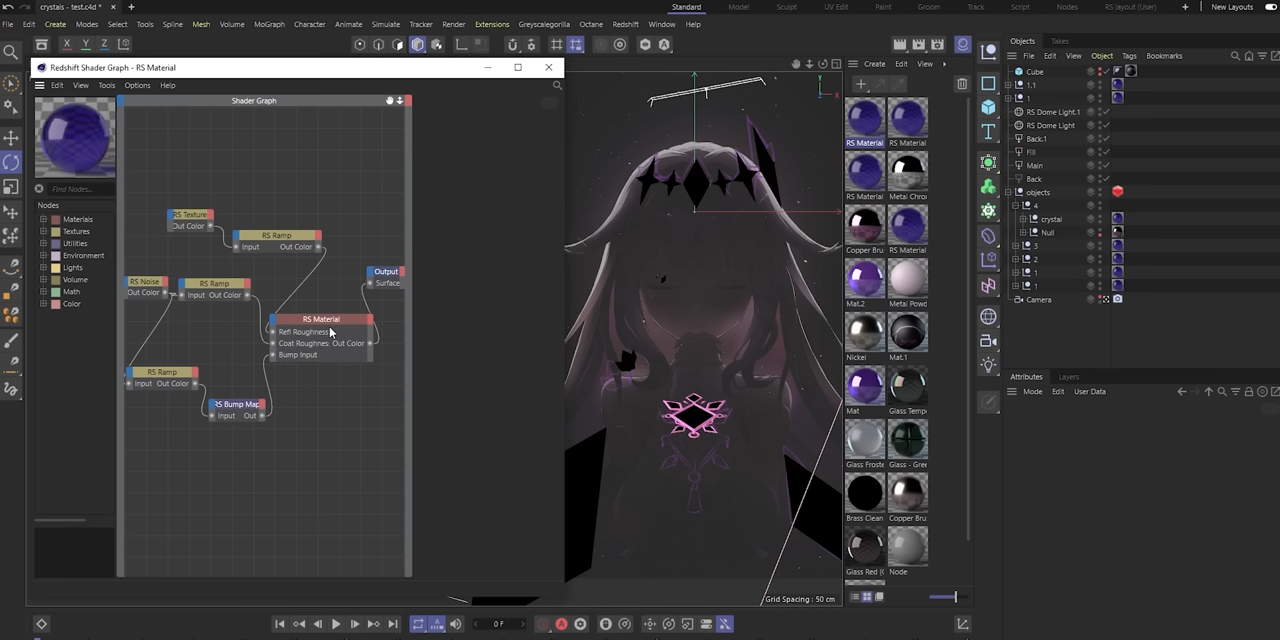 crystals - test.c4d *
Standard
Model
Sculpt
UV Edit
Paint
Groom
Track
Script
Nodes
RS layout (User)
New Layouts
File Edit Create Modes Select Tools Spline Mesh Volume MoGraph Character Animate Simulate Tracker Render Extensions Greyscalegorilla Octane Redshift Window Help
X Y Z
Redshift Shader Graph - RS Material
Edit View Tools Options Help
Shader Graph
Find Nodes...
Nodes
Materials
Textures
Utilities
Environment
Lights
Volume
Math
Color
RS Texture
Out Color
RS Ramp
Input Out Color
RS Noise
Out Color
RS Ramp
Input Out Color
Output
Surface
RS Material
Refl Roughness
Coat Roughnes Out Color
Bump Input
RS Ramp
Input Out Color
RS Bump Map
Input Out
Y
X
Grid Spacing : 50 cm
0 F
Create Edit View
RS Material RS Material
RS Material Metal Chro
Copper Bru RS Material
Mat.2 Metal Powd
Nickel Mat.1
Mat Glass Temp
Glass Froste Glass - Gree
Brass Clean Copper Bru
Glass Red (C Node
Objects Takes
File Edit View Object Tags Bookmarks
Cube
1.1
1
RS Dome Light.1
RS Dome Light
Back.1
Fill
Main
Back
objects
4
crystal
Null
3
2
1
1
Camera
Attributes Layers
Mode Edit User Data